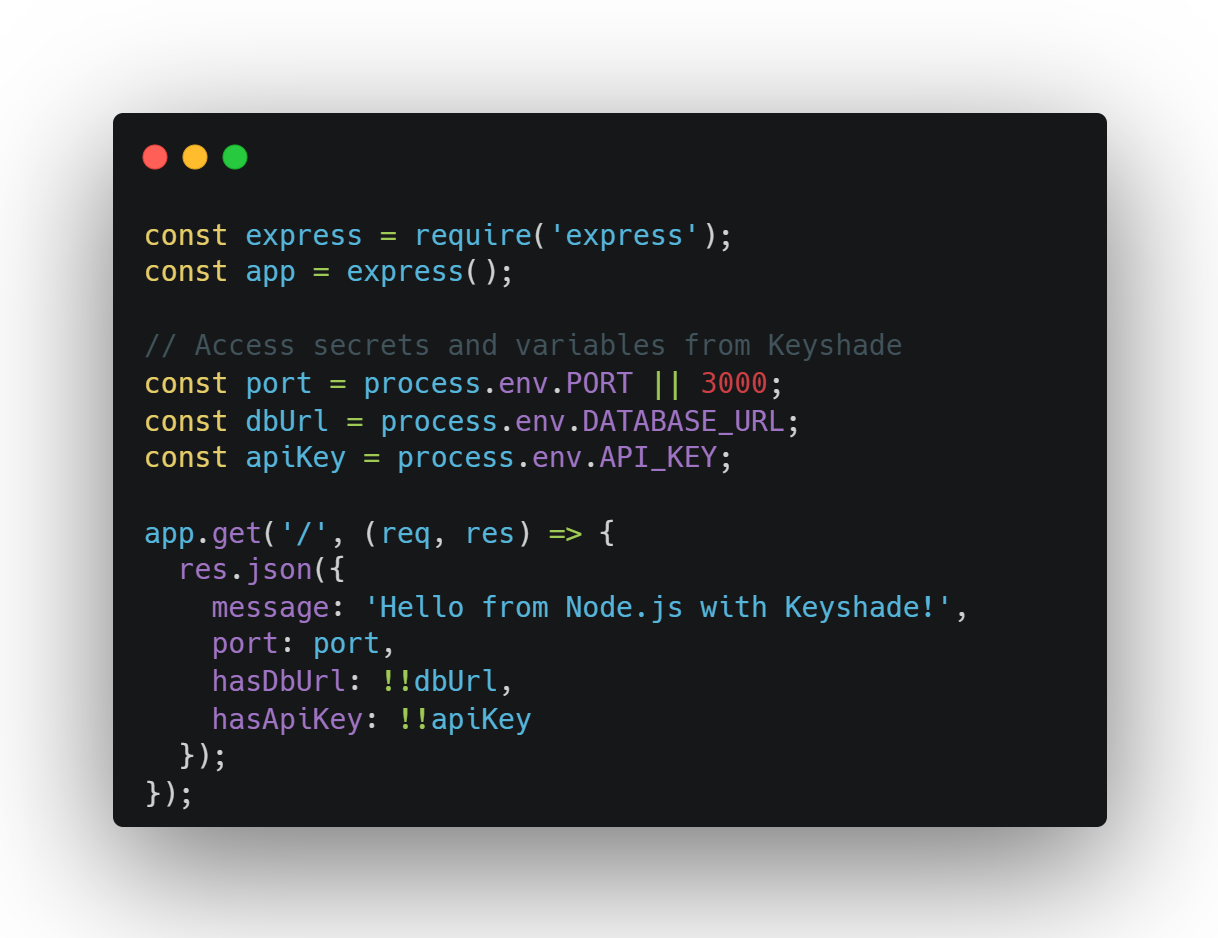 const express = require('express');
const app = express();

// Access secrets and variables from Keyshade
const port = process.env.PORT || 3000;
const dbUrl = process.env.DATABASE_URL;
const apiKey = process.env.API_KEY;

app.get('/', (req, res) => {
  res.json({
    message: 'Hello from Node.js with Keyshade!',
    port: port,
    hasDbUrl: !!dbUrl,
    hasApiKey: !!apiKey
  });
});